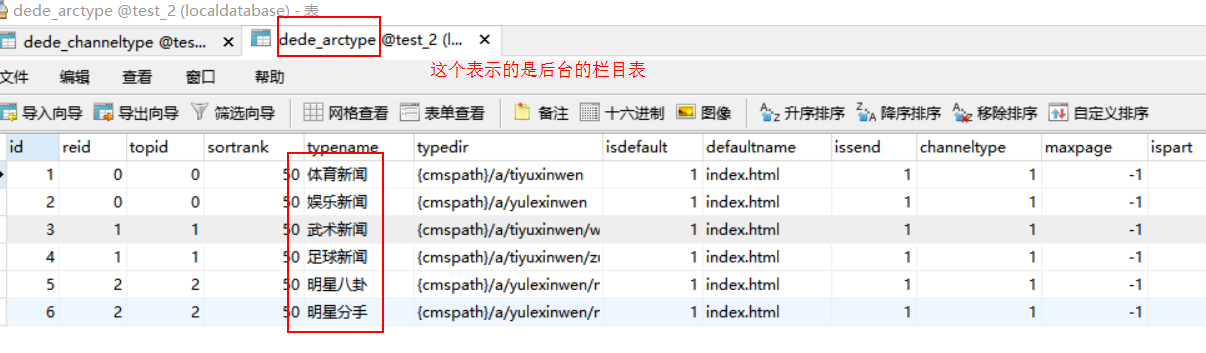 dede_arctype @test_2 (localdatabase) - 表
dede_channeltype @tes... × dede_arctype @test_2 (l... ×
这个表示的是后台的栏目表
文件 编辑 查看 窗口 帮助
导入向导 导出向导 筛选向导 网格查看 表单查看 备注 十六进制 图像 升序排序 降序排序 移除排序 自定义排序
id reid topid sortrank typename typedir isdefault defaultname issend channeltype maxpage ispart
1 0 0 50 体育新闻 {cmspath}/a/tiyuxinwen 1 index.html 1 1 -1
2 0 0 50 娱乐新闻 {cmspath}/a/yulexinwen 1 index.html 1 1 -1
3 1 1 50 武术新闻 {cmspath}/a/tiyuxinwen/w 1 index.html 1 1 -1
4 1 1 50 足球新闻 {cmspath}/a/tiyuxinwen/zu 1 index.html 1 1 -1
5 2 2 50 明星八卦 {cmspath}/a/yulexinwen/m 1 index.html 1 1 -1
6 2 2 50 明星分手 {cmspath}/a/yulexinwen/m 1 index.html 1 1 -1